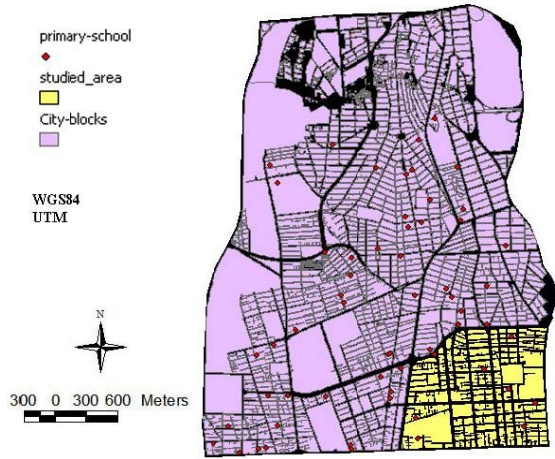 primary-school
studied_area
City-blocks
WGS84
UTM
N
300 0 300 600 Meters